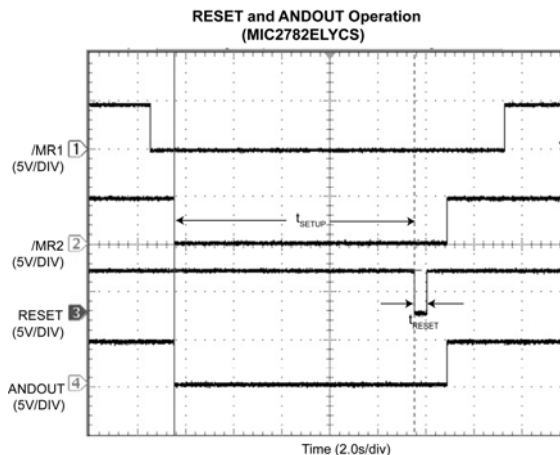 RESET and ANDOUT Operation
(MIC2782ELYCS)
/MR1 1
(5V/DIV)
tSETUP
/MR2 2
(5V/DIV)
RESET 3
(5V/DIV)
tRESET
ANDOUT 4
(5V/DIV)
Time (2.0s/div)